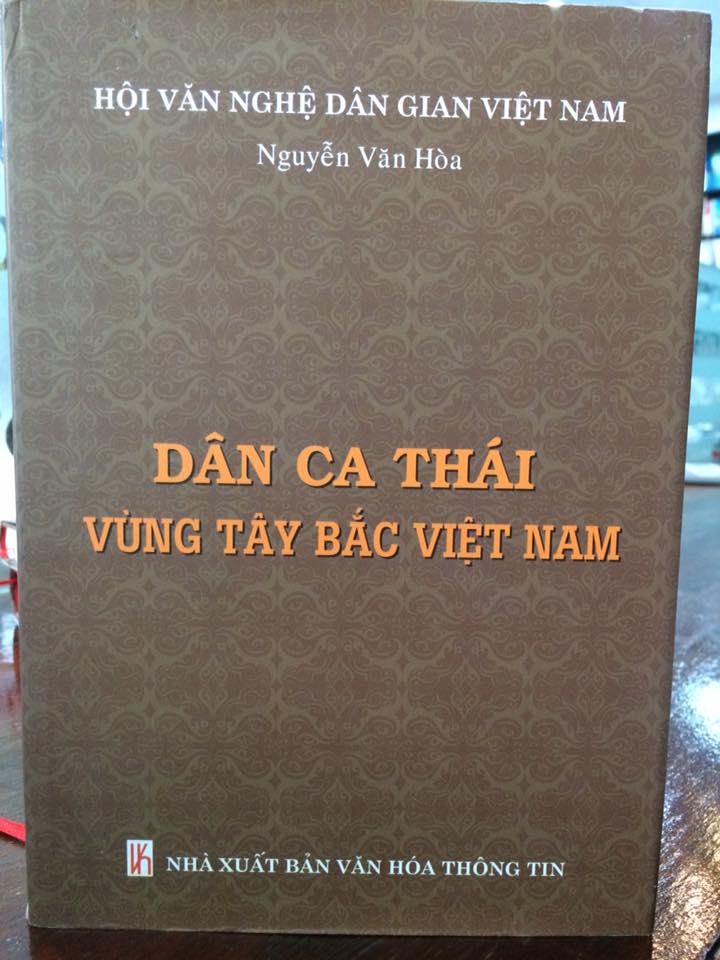 HỘI VĂN NGHỆ DÂN GIAN VIỆT NAM
Nguyễn Văn Hòa
DÂN CA THÁI
VÙNG TÂY BẮC VIỆT NAM
NHÀ XUẤT BẢN VĂN HÓA THÔNG TIN